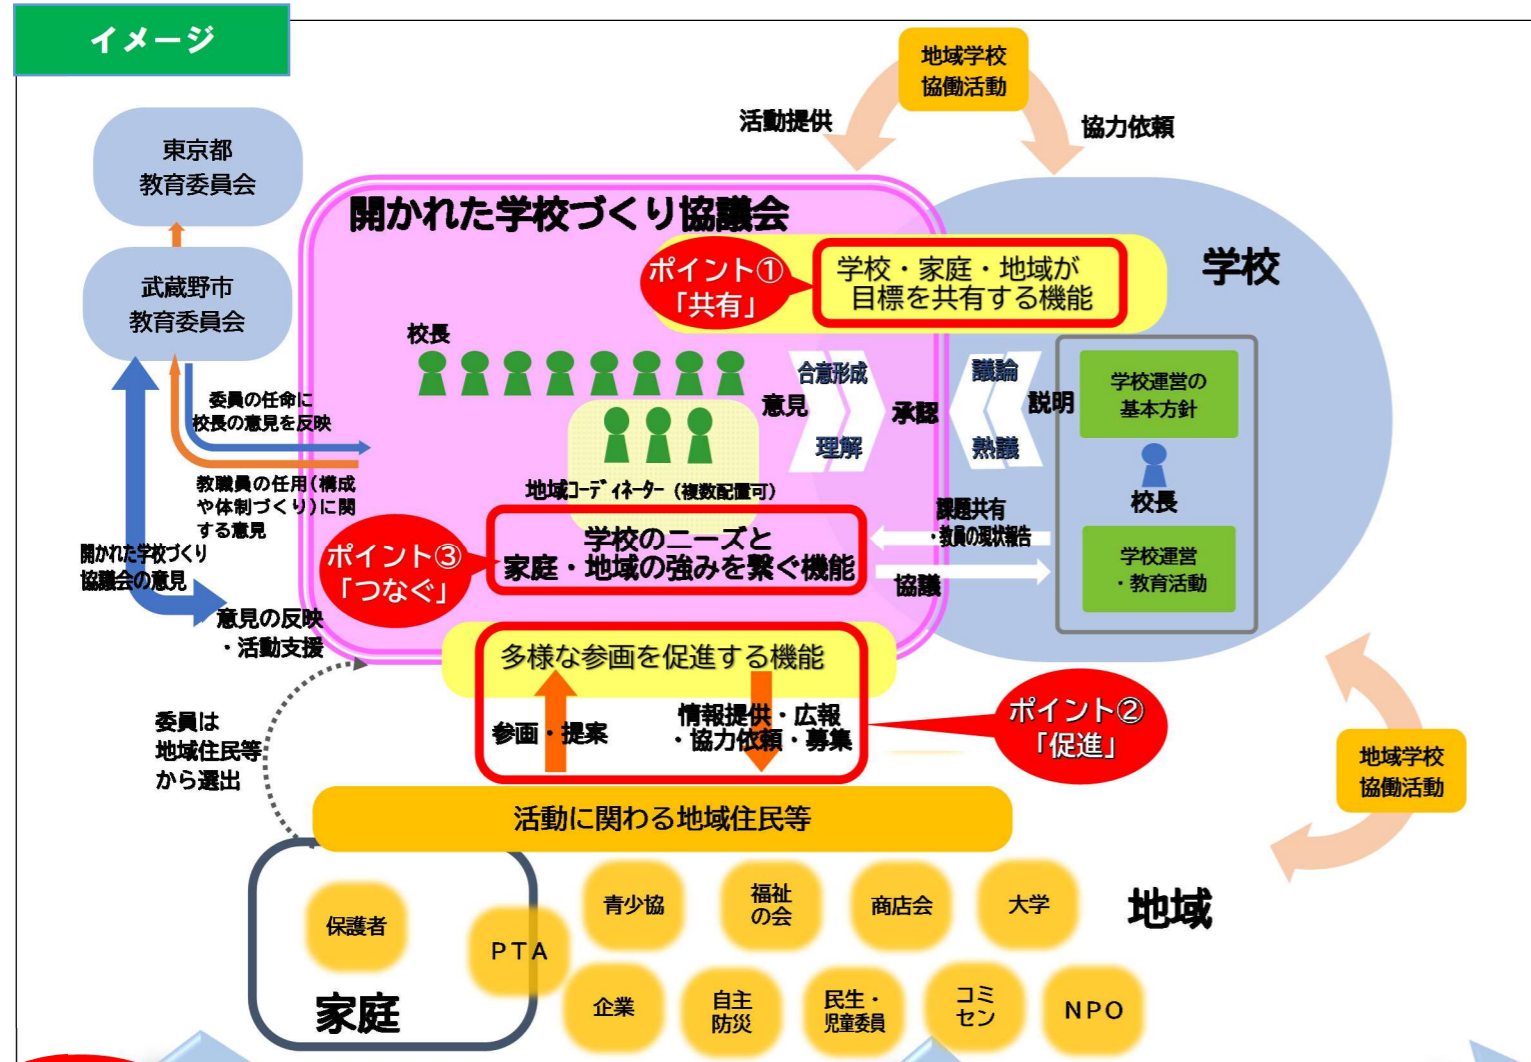 イメージ
地域学校
協働活動
活動提供
協力依頼
東京都
教育委員会
武蔵野市
教育委員会
開かれた学校づくり協議会
学校
ポイント①
「共有」
学校・家庭・地域が
目標を共有する機能
校長
委員の任命に
校長の意見を反映
教職員の任用(構成
や体制づくり)に関
する意見
開かれた学校づくり
協議会の意見
意見の反映
・活動支援
意見
合意形成
理解
承認
議論
熟議
説明
学校運営の
基本方針
校長
学校運営
・教育活動
地域コーディネーター(複数配置可)
課題共有
・教員の現状報告
協議
ポイント③
「つなぐ」
学校のニーズと
家庭・地域の強みを繋ぐ機能
多様な参画を促進する機能
参画・提案
情報提供・広報
・協力依頼・募集
ポイント②
「促進」
委員は
地域住民等
から選出
地域学校
協働活動
活動に関わる地域住民等
保護者
PTA
家庭
青少協
福祉
の会
商店会
大学
地域
企業
自主
防災
民生・
児童委員
コミ
セン
NPO